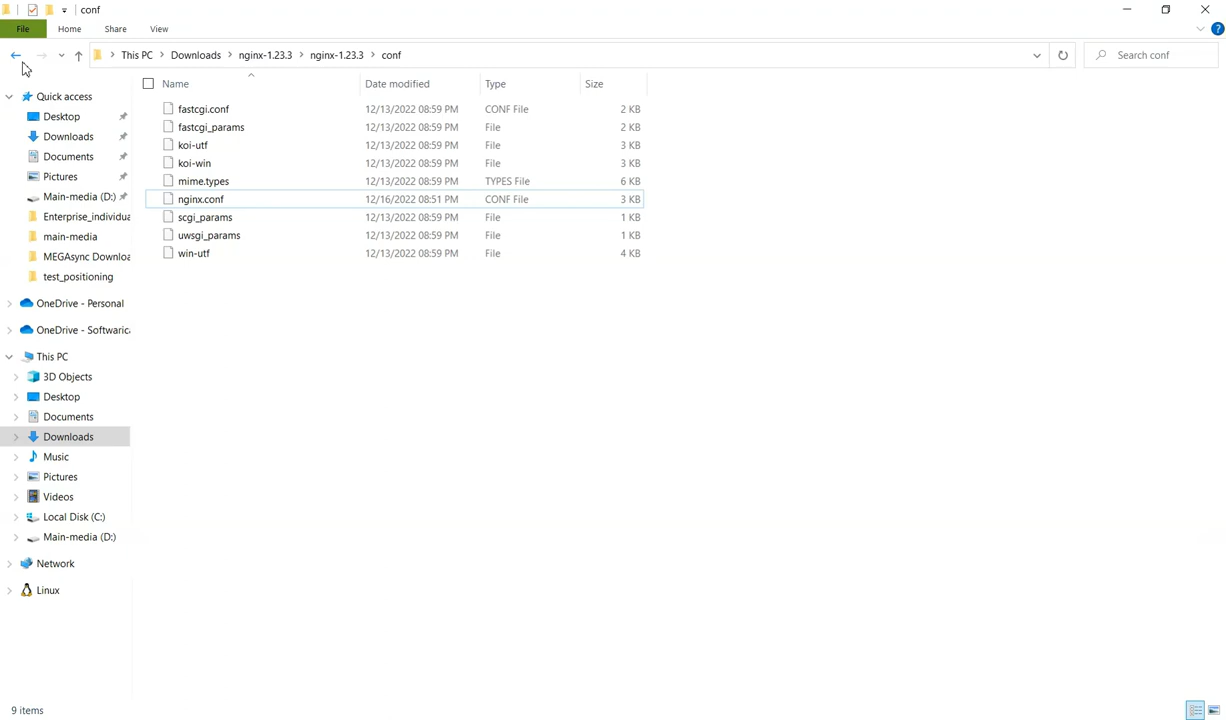 conf
File Home Share View
This PC Downloads nginx-1.23.3 nginx-1.23.3 conf
Search conf
Name Date modified Type Size
Quick access
Desktop
Downloads
Documents
Pictures
Main-media (D:)
Enterprise_individua
main-media
MEGAsync Downloa
test_positioning
OneDrive - Personal
OneDrive - Softwarica
This PC
3D Objects
Desktop
Documents
Downloads
Music
Pictures
Videos
Local Disk (C:)
Main-media (D:)
Network
Linux
fastcgi.conf 12/13/2022 08:59 PM CONF File 2 KB
fastcgi_params 12/13/2022 08:59 PM File 2 KB
koi-utf 12/13/2022 08:59 PM File 3 KB
koi-win 12/13/2022 08:59 PM File 3 KB
mime.types 12/13/2022 08:59 PM TYPES File 6 KB
nginx.conf 12/16/2022 08:51 PM CONF File 3 KB
scgi_params 12/13/2022 08:59 PM File 1 KB
uwsgi_params 12/13/2022 08:59 PM File 1 KB
win-utf 12/13/2022 08:59 PM File 4 KB
9 items